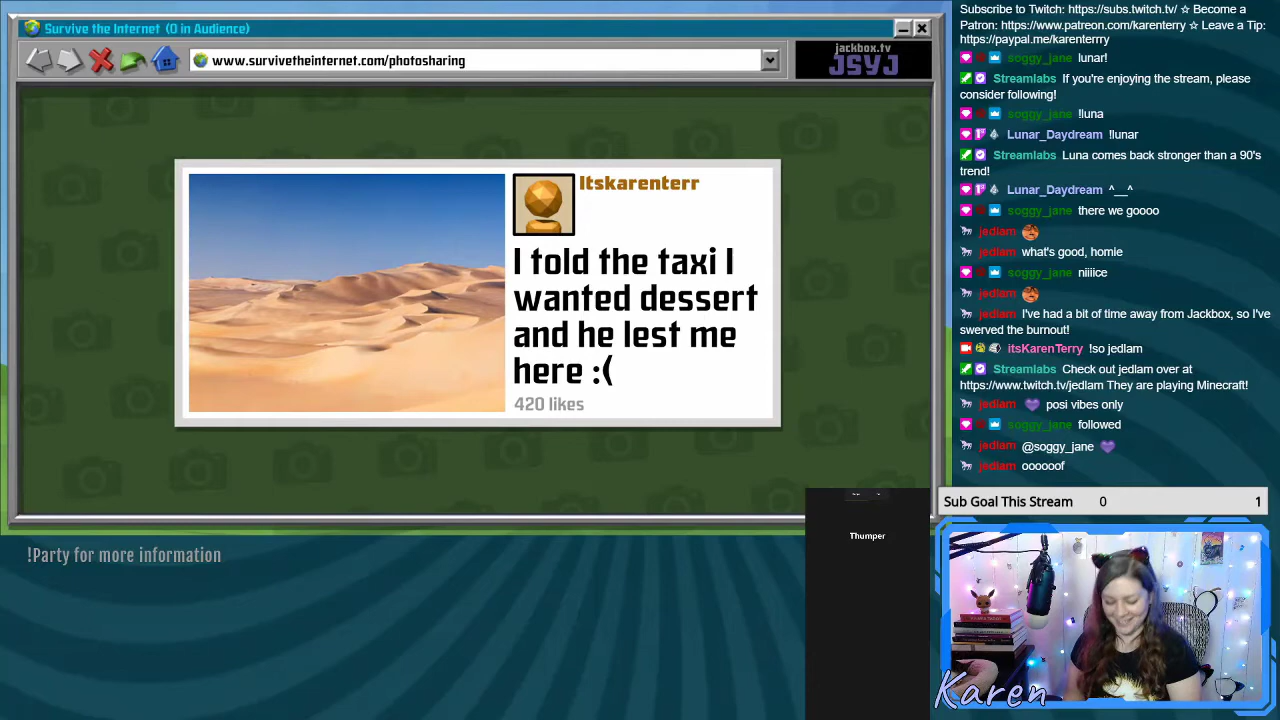 Survive the Internet (0 in Audience)
www.survivetheinternet.com/photosharing
jackbox.tv
JSYJ
Itskarenterr
I told the taxi I
wanted dessert
and he lest me
here :(
420 likes
!Party for more information
Thumper
Subscribe to Twitch: https://subs.twitch.tv/ ☆ Become a
Patron: https://www.patreon.com/karenterry ☆ Leave a Tip:
https://paypal.me/karenterrry
soggy_jane lunar!
Streamlabs If you're enjoying the stream, please
consider following!
soggy_jane !luna
Lunar_Daydream !lunar
Streamlabs Luna comes back stronger than a 90's
trend!
Lunar_Daydream ^__^
soggy_jane there we goooo
jedlam
jedlam what's good, homie
soggy_jane niiiice
jedlam
jedlam I've had a bit of time away from Jackbox, so I've
swerved the burnout!
itsKarenTerry !so jedlam
Streamlabs Check out jedlam over at
https://www.twitch.tv/jedlam They are playing Minecraft!
jedlam 💜 posi vibes only
soggy_jane followed
jedlam @soggy_jane 💜
jedlam oooooof
Sub Goal This Stream 0 1
Karen